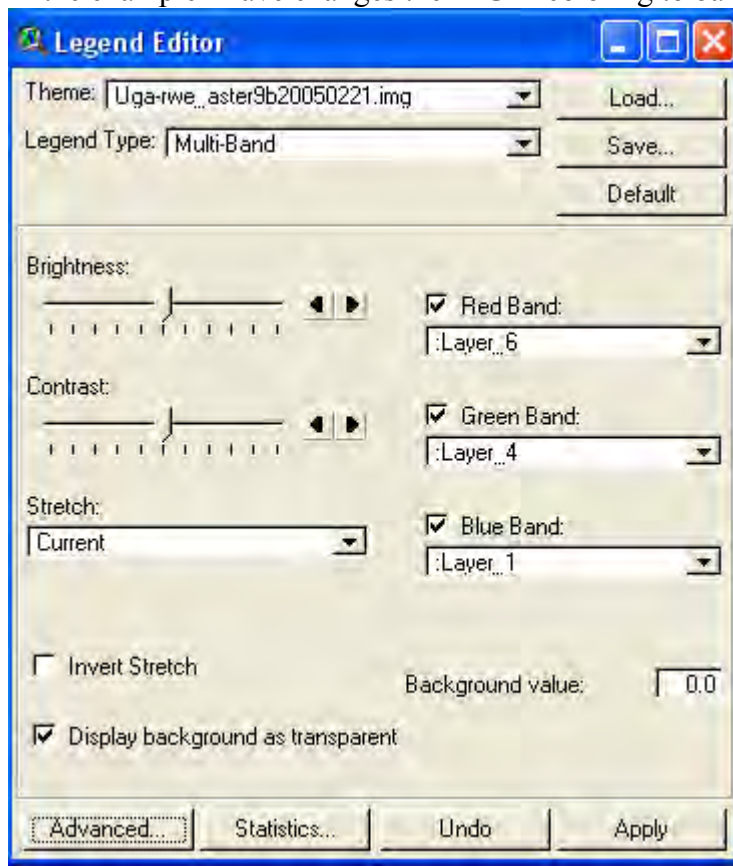 Legend Editor
Theme: Uga-rwe_aster9b20050221.img
Load...
Legend Type: Multi-Band
Save...
Default
Brightness:
Red Band:
:Layer_6
Contrast:
Green Band:
:Layer_4
Stretch:
Current
Blue Band:
:Layer_1
Invert Stretch
Background value: 0.0
Display background as transparent
Advanced... Statistics... Undo Apply